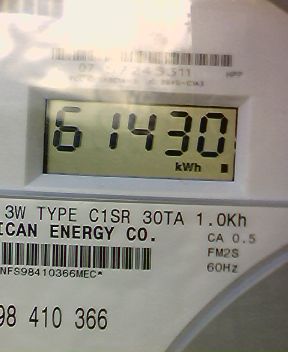 61430
kWh
3W TYPE C1SR 30TA 1.0Kh
ICAN ENERGY CO.
CA 0.5
FM2S
60Hz
NFS98410366MEC*
98 410 366